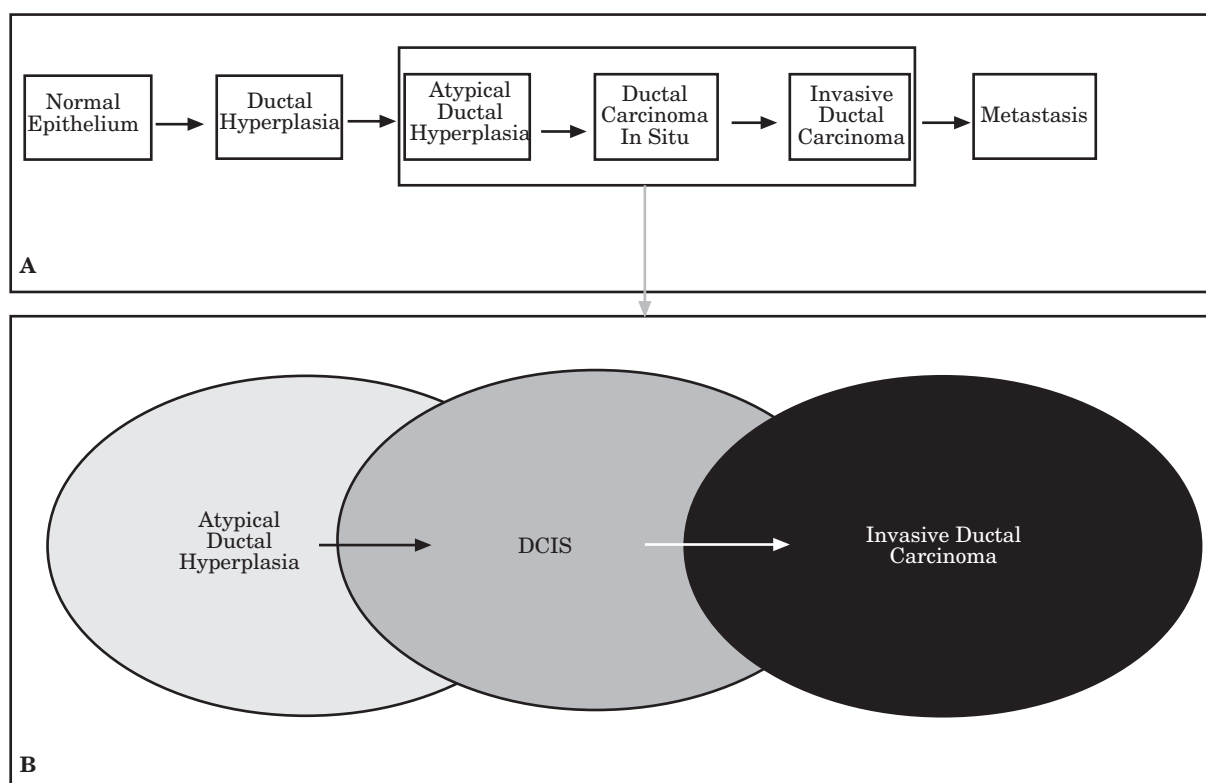 Normal
Epithelium
Ductal
Hyperplasia
Atypical
Ductal
Hyperplasia
Ductal
Carcinoma
In Situ
Invasive
Ductal
Carcinoma
Metastasis
A
Atypical
Ductal
Hyperplasia
DCIS
Invasive Ductal
Carcinoma
B